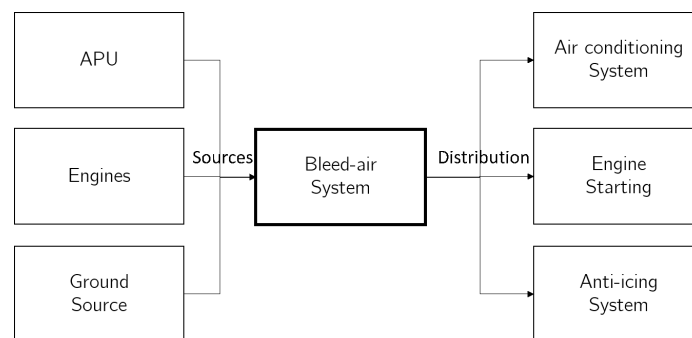 APU
Engines
Ground
Source
Sources
Bleed-air
System
Distribution
Air conditioning
System
Engine
Starting
Anti-icing
System